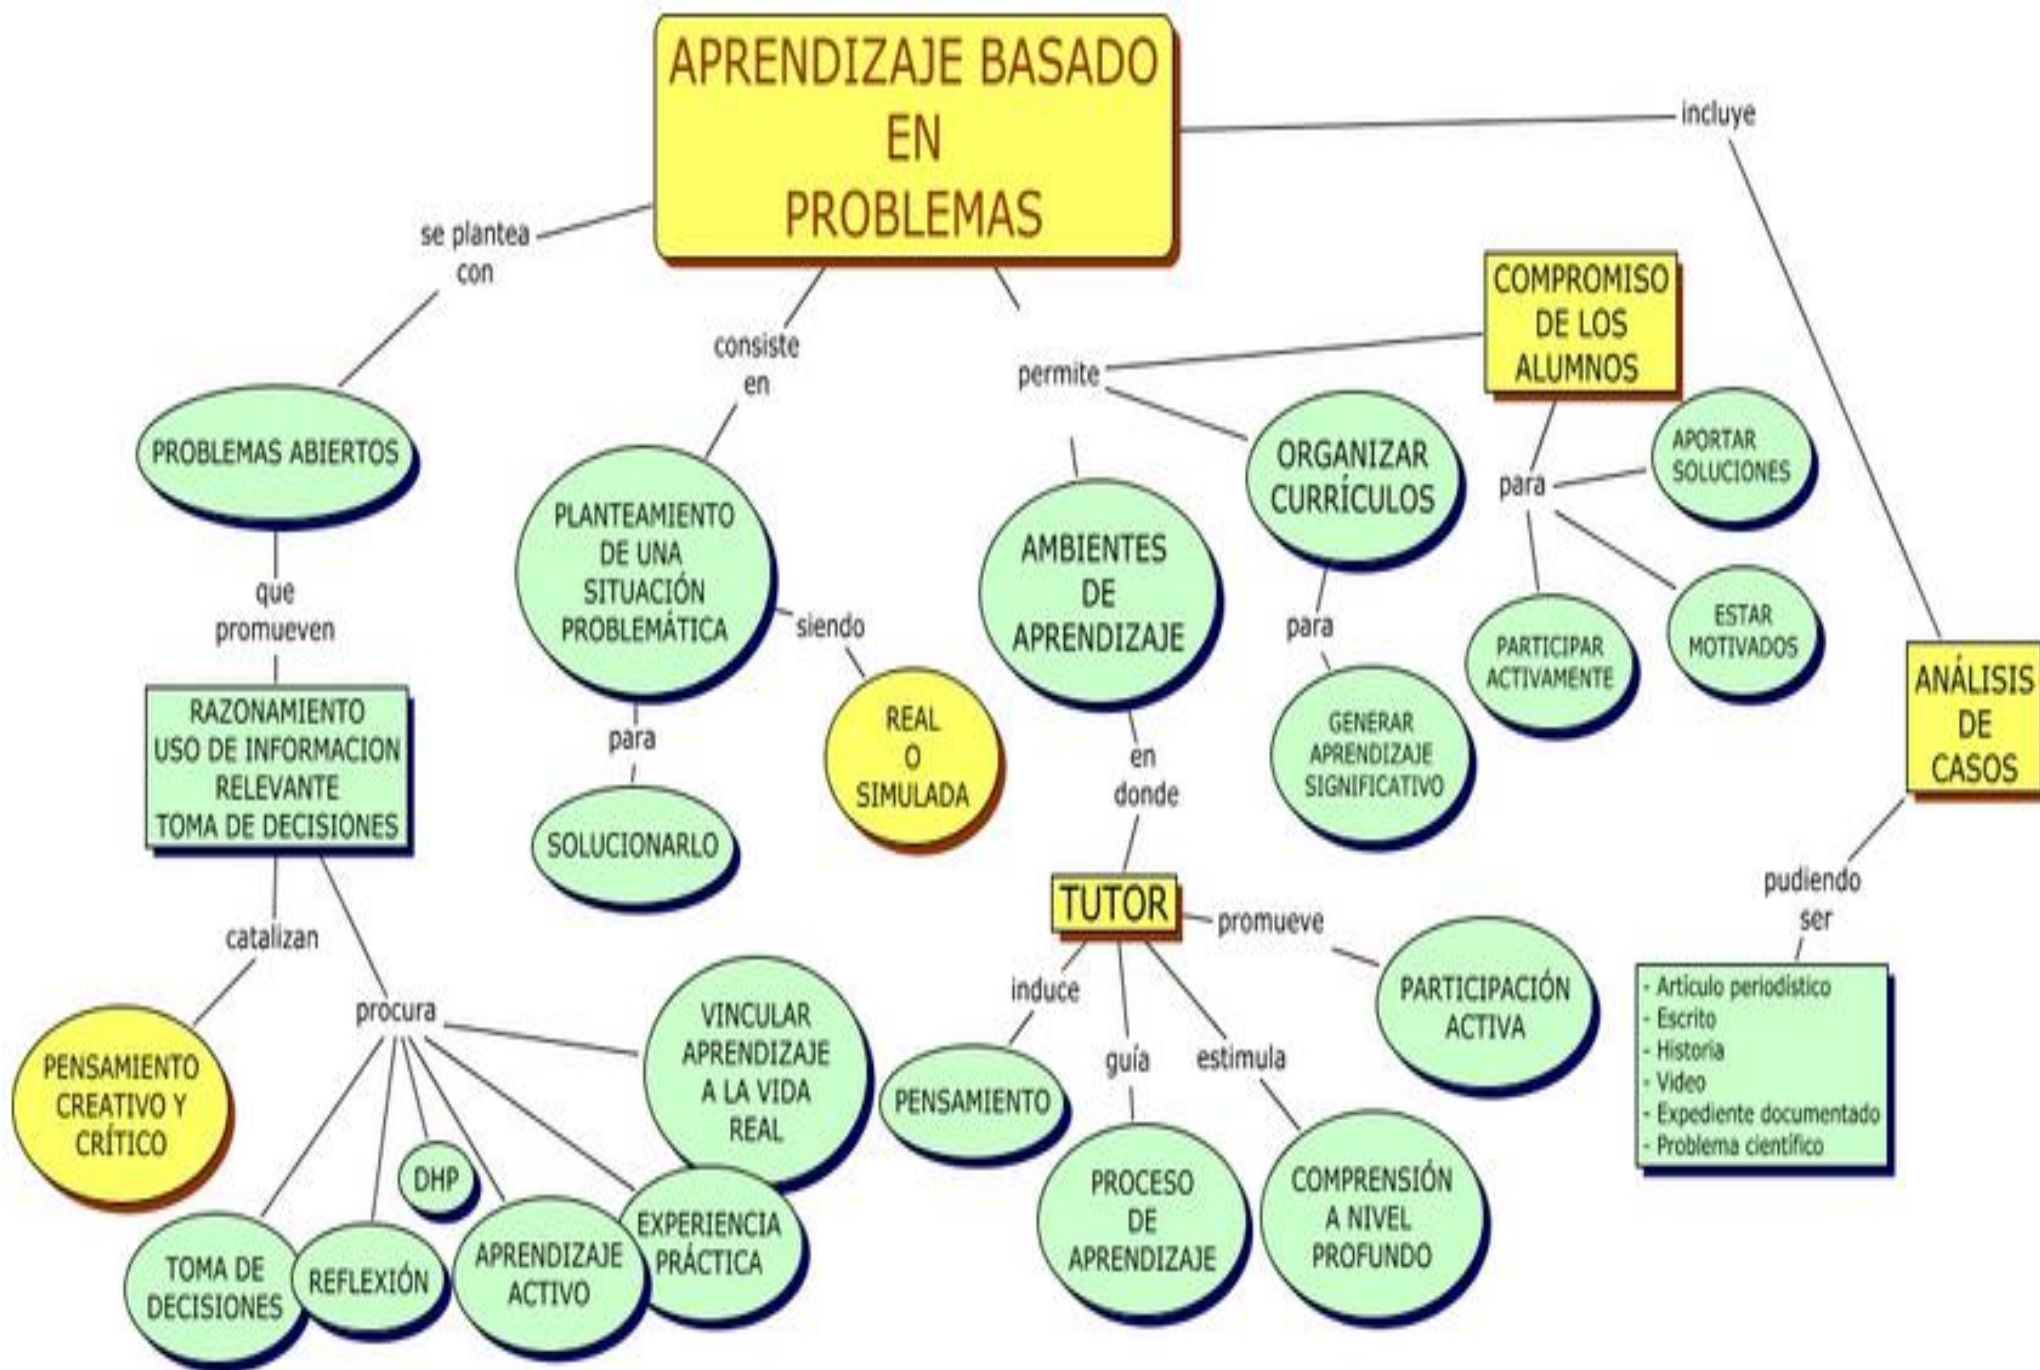 APRENDIZAJE BASADO
EN
PROBLEMAS
incluye
se plantea
con
consiste
en
permite
COMPROMISO
DE LOS
ALUMNOS
PROBLEMAS ABIERTOS
PLANTEAMIENTO
DE UNA
SITUACIÓN
PROBLEMÁTICA
AMBIENTES
DE
APRENDIZAJE
ORGANIZAR
CURRÍCULOS
para
APORTAR
SOLUCIONES
PARTICIPAR
ACTIVAMENTE
ESTAR
MOTIVADOS
ANÁLISIS
DE
CASOS
que
promueven
siendo
para
RAZONAMIENTO
USO DE INFORMACION
RELEVANTE
TOMA DE DECISIONES
para
REAL
O
SIMULADA
en
donde
GENERAR
APRENDIZAJE
SIGNIFICATIVO
SOLUCIONARLO
TUTOR
pudiendo
ser
catalizan
procura
induce
guía
estimula
promueve
PENSAMIENTO
CREATIVO Y
CRÍTICO
VINCULAR
APRENDIZAJE
A LA VIDA
REAL
PENSAMIENTO
PARTICIPACIÓN
ACTIVA
- Artículo periodístico
- Escrito
- Historia
- Video
- Expediente documentado
- Problema científico
TOMA DE
DECISIONES
REFLEXIÓN
DHP
APRENDIZAJE
ACTIVO
EXPERIENCIA
PRÁCTICA
PROCESO
DE
APRENDIZAJE
COMPRENSIÓN
A NIVEL
PROFUNDO